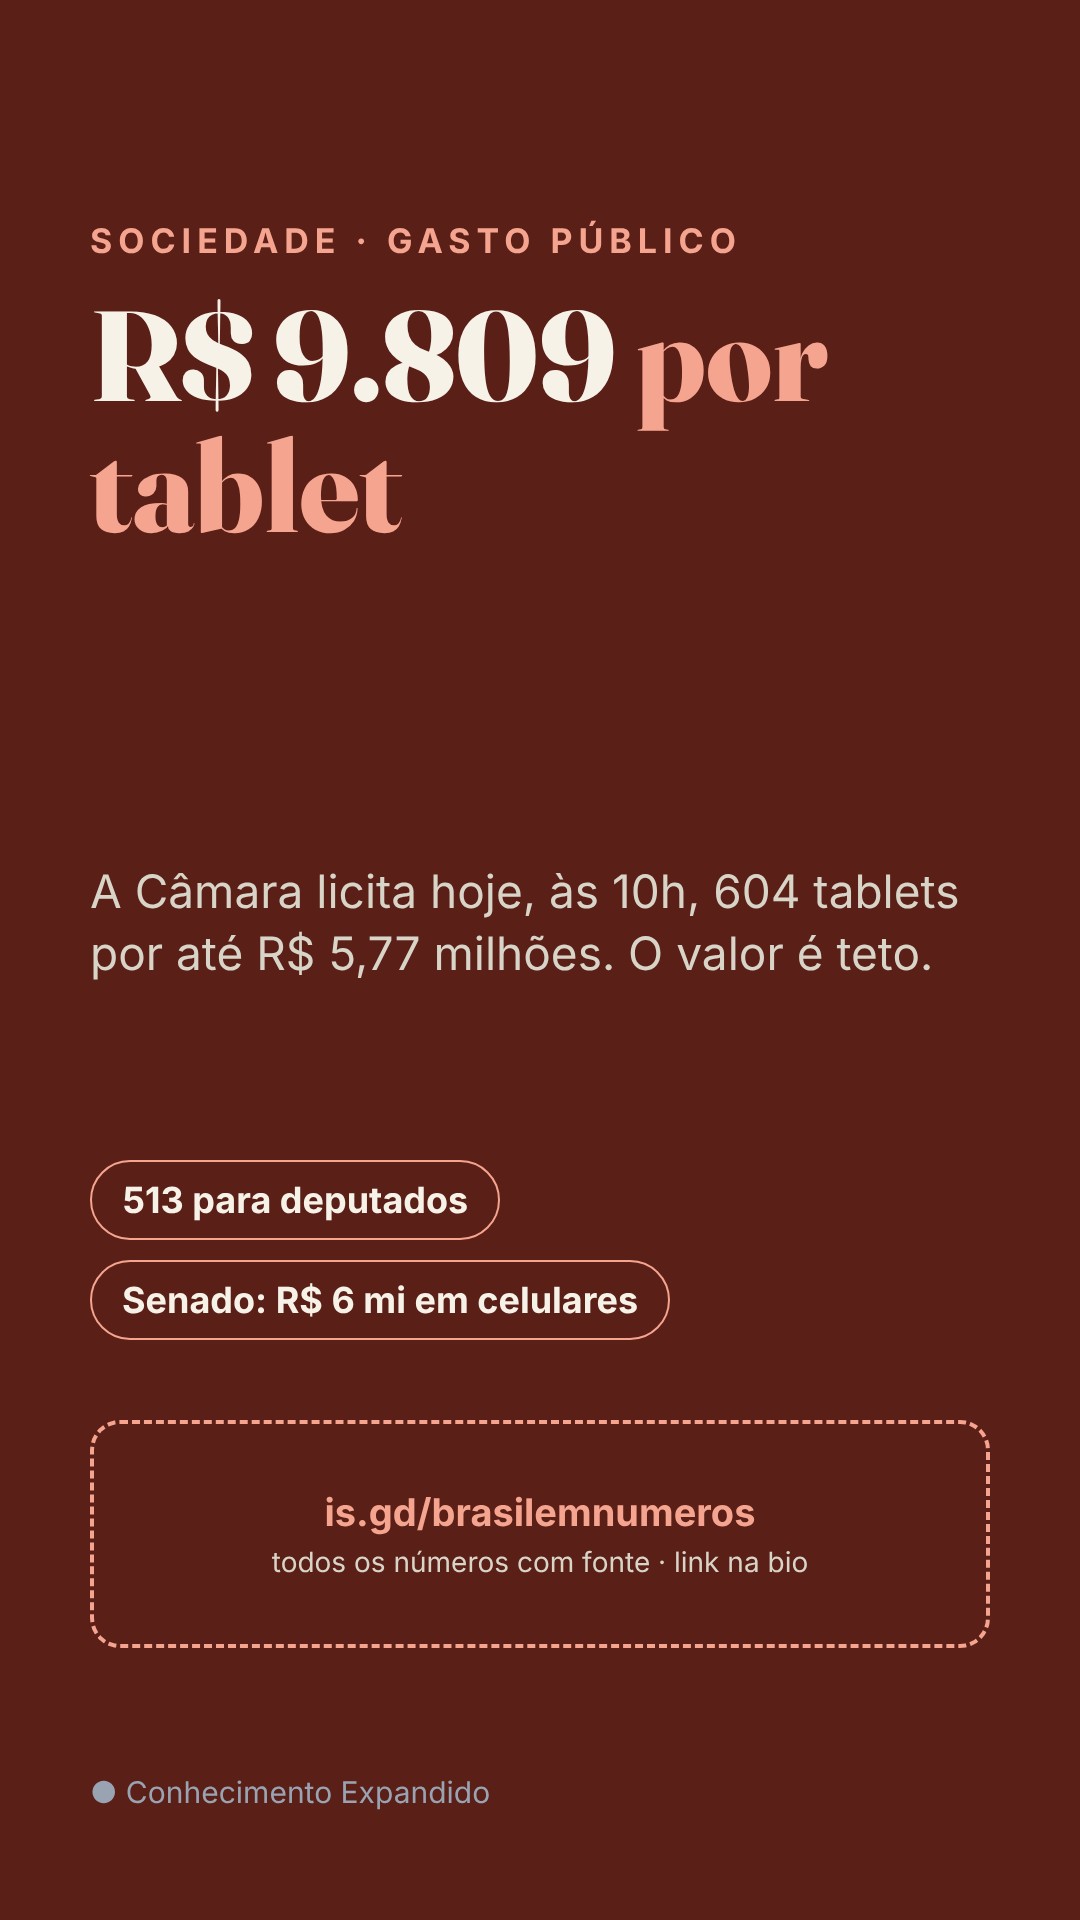 SOCIEDADE · GASTO PÚBLICO
R$ 9.809 por
tablet
A Câmara licita hoje, às 10h, 604 tablets
por até R$ 5,77 milhões. O valor é teto.
513 para deputados
Senado: R$ 6 mi em celulares
is.gd/brasilemnumeros
todos os números com fonte · link na bio
Conhecimento Expandido